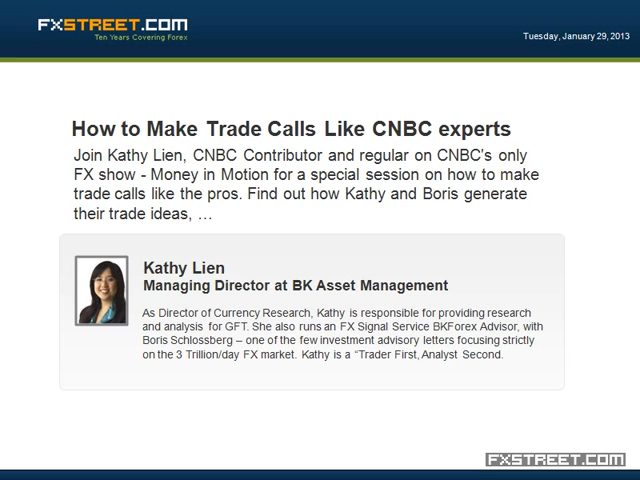 FXSTREET.COM
Ten Years Covering Forex
Tuesday, January 29, 2013
How to Make Trade Calls Like CNBC experts
Join Kathy Lien, CNBC Contributor and regular on CNBC's only
FX show - Money in Motion for a special session on how to make
trade calls like the pros. Find out how Kathy and Boris generate
their trade ideas, …
Kathy Lien
Managing Director at BK Asset Management
As Director of Currency Research, Kathy is responsible for providing research
and analysis for GFT. She also runs an FX Signal Service BKForex Advisor, with
Boris Schlossberg – one of the few investment advisory letters focusing strictly
on the 3 Trillion/day FX market. Kathy is a “Trader First, Analyst Second.
FXSTREET.COM